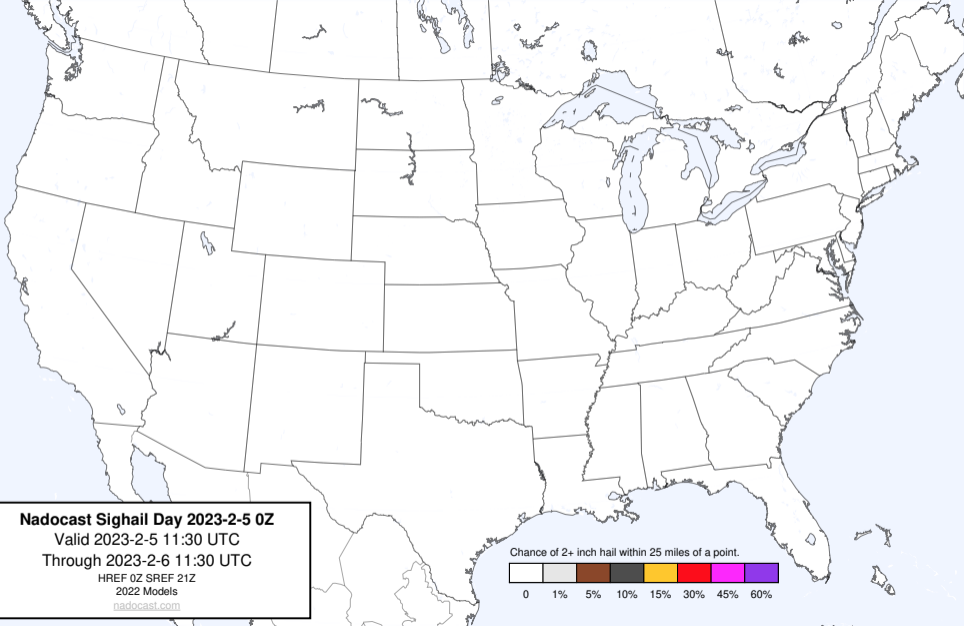 Nadocast Sighail Day 2023-2-5 0Z
Valid 2023-2-5 11:30 UTC
Through 2023-2-6 11:30 UTC
HREF 0Z SREF 21Z
2022 Models
nadocast.com
Chance of 2+ inch hail within 25 miles of a point.
0 1% 5% 10% 15% 30% 45% 60%